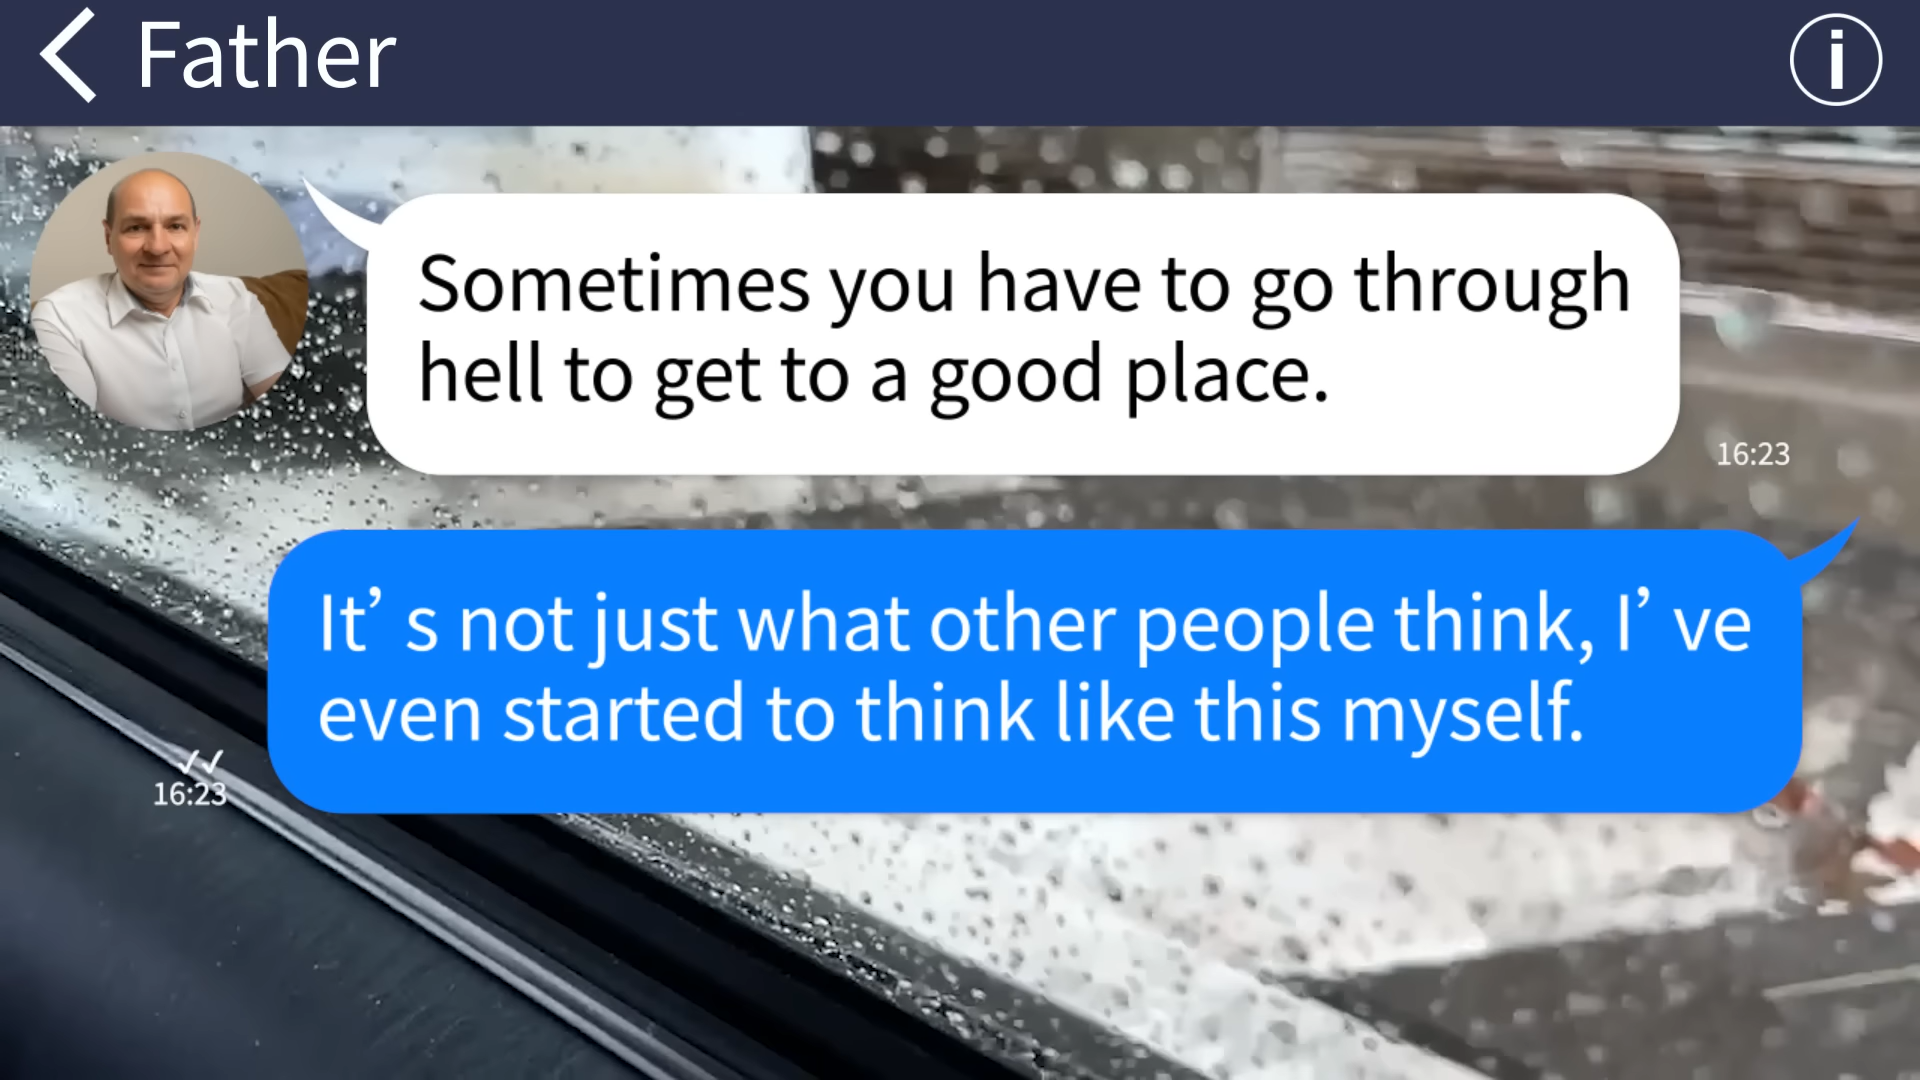 Father
Sometimes you have to go through
hell to get to a good place.
16:23
It’s not just what other people think, I’ve
even started to think like this myself.
16:23